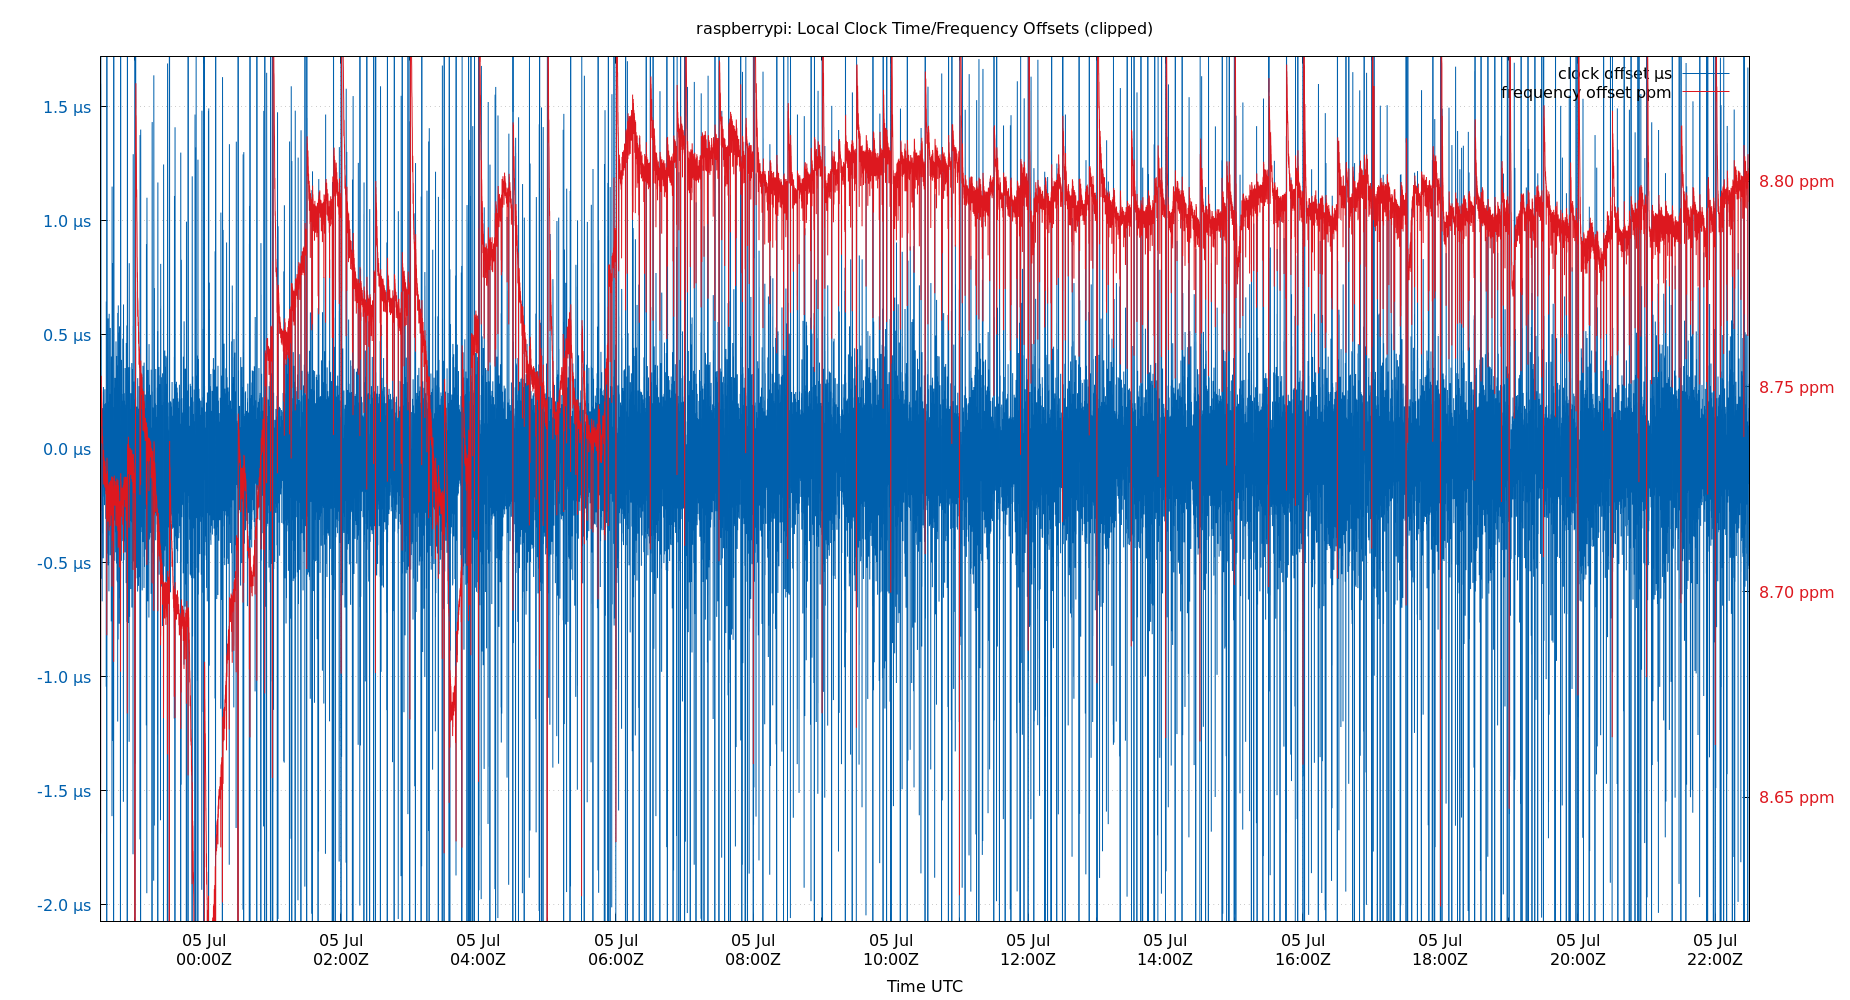 raspberrypi: Local Clock Time/Frequency Offsets (clipped)
clock offset µs
frequency offset ppm
1.5 µs
1.0 µs
0.5 µs
0.0 µs
-0.5 µs
-1.0 µs
-1.5 µs
-2.0 µs
8.80 ppm
8.75 ppm
8.70 ppm
8.65 ppm
05 Jul 05 Jul 05 Jul 05 Jul 05 Jul 05 Jul 05 Jul 05 Jul 05 Jul 05 Jul 05 Jul 05 Jul
00:00Z 02:00Z 04:00Z 06:00Z 08:00Z 10:00Z 12:00Z 14:00Z 16:00Z 18:00Z 20:00Z 22:00Z
Time UTC